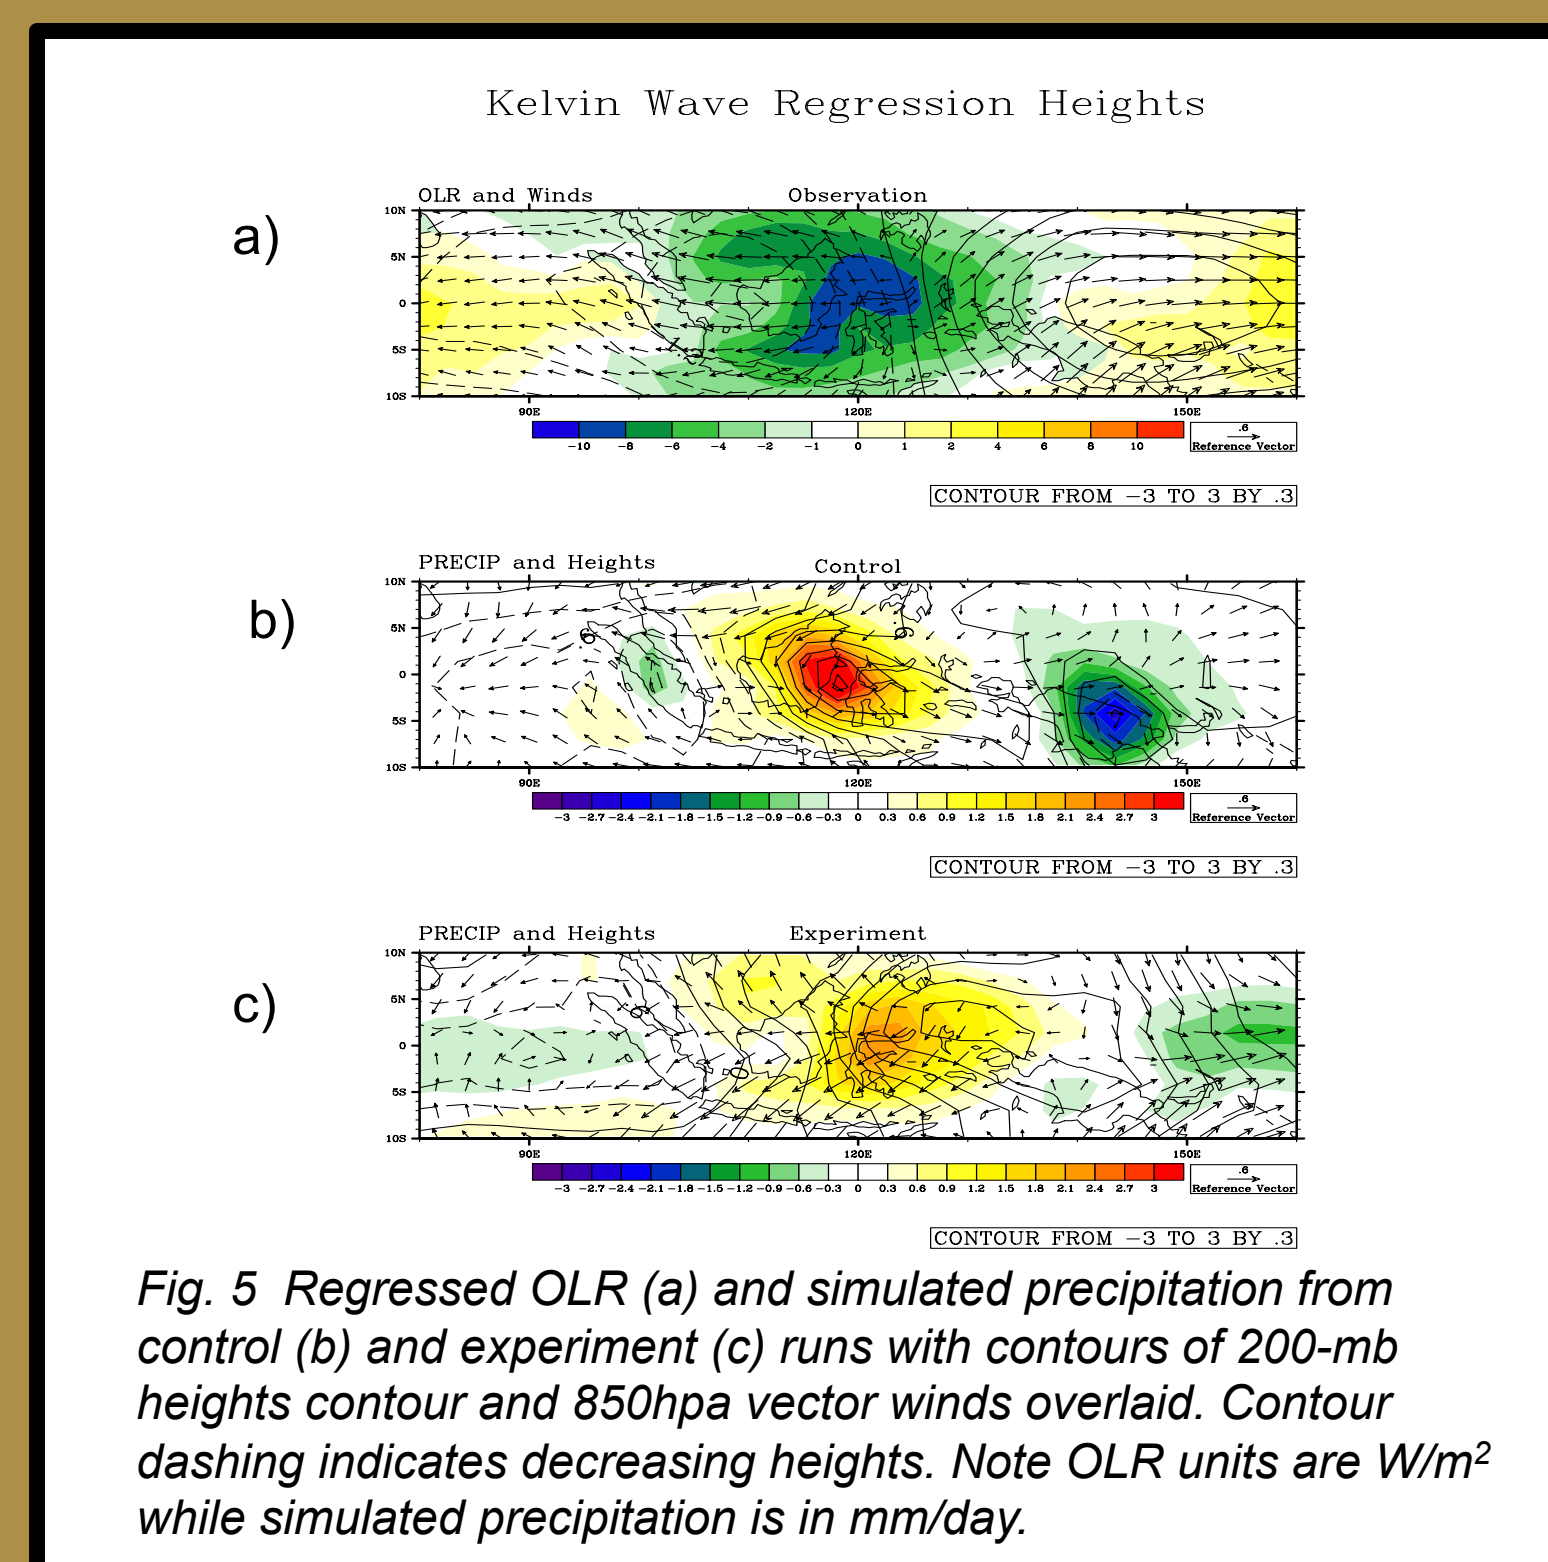 Kelvin Wave Regression Heights
a)
OLR and Winds Observation
10N
5N
0
5S
10S
90E 120E 150E
−10 −8 −6 −4 −2 −1 0 1 2 4 6 8 10
.6
Reference Vector
CONTOUR FROM −3 TO 3 BY .3
b)
PRECIP and Heights Control
10N
5N
0
5S
10S
90E 120E 150E
−3 −2.7 −2.4 −2.1 −1.8 −1.5 −1.2 −0.9 −0.6 −0.3 0 0.3 0.6 0.9 1.2 1.5 1.8 2.1 2.4 2.7 3
.6
Reference Vector
CONTOUR FROM −3 TO 3 BY .3
c)
PRECIP and Heights Experiment
10N
5N
0
0
5S
10S
90E 120E 150E
−3 −2.7 −2.4 −2.1 −1.8 −1.5 −1.2 −0.9 −0.6 −0.3 0 0.3 0.6 0.9 1.2 1.5 1.8 2.1 2.4 2.7 3
.6
Reference Vector
CONTOUR FROM −3 TO 3 BY .3
Fig. 5 Regressed OLR (a) and simulated precipitation from
control (b) and experiment (c) runs with contours of 200-mb
heights contour and 850hpa vector winds overlaid. Contour
dashing indicates decreasing heights. Note OLR units are W/m²
while simulated precipitation is in mm/day.